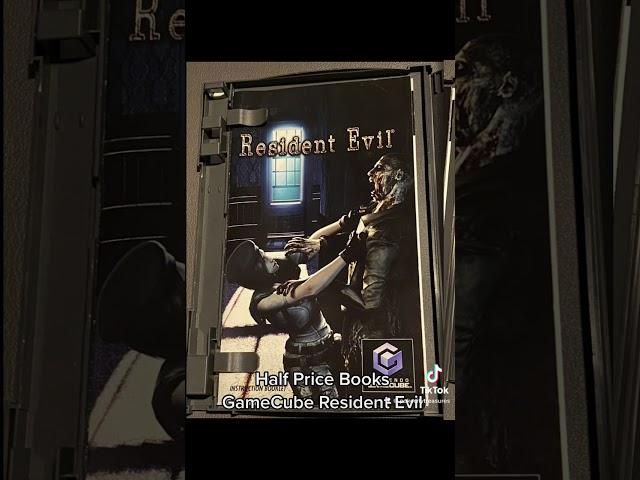 Resident Evil
INSTRUCTION BOOKLET
Half Price Books
GameCube Resident Evil
TikTok